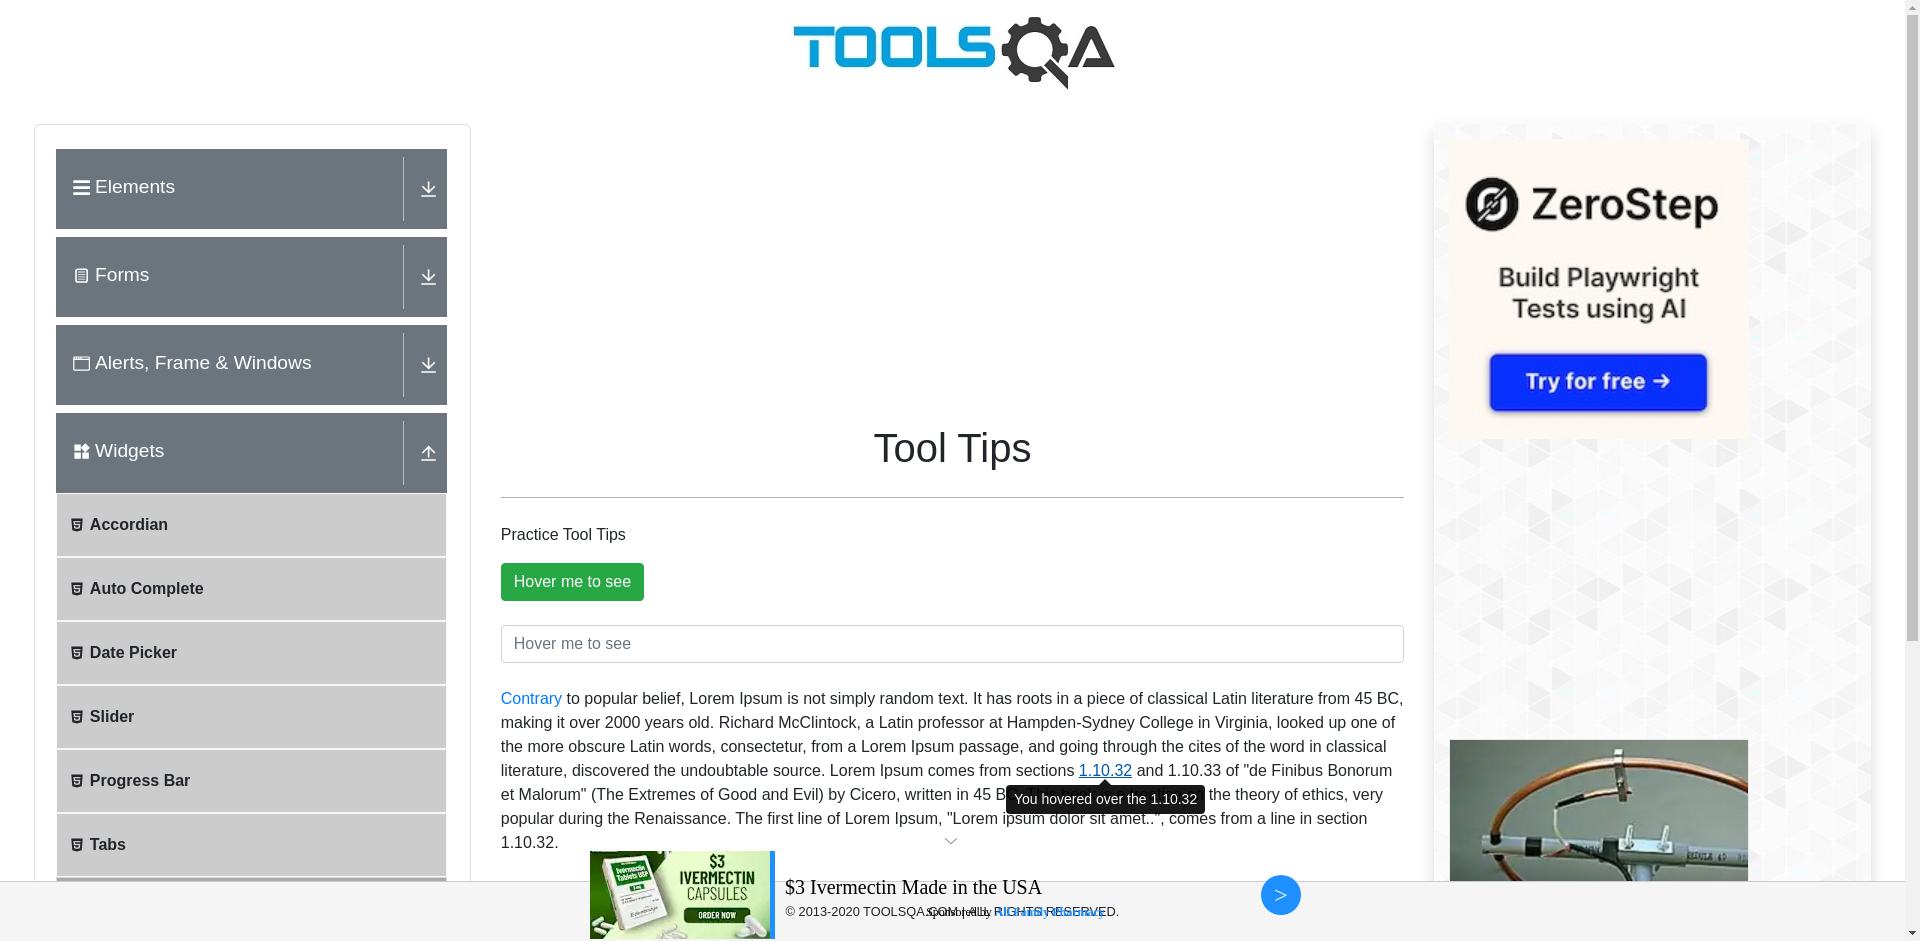 TOOLSQA
Elements
Forms
Alerts, Frame & Windows
Widgets
Accordian
Auto Complete
Date Picker
Slider
Progress Bar
Tabs
Tool Tips
Practice Tool Tips
Hover me to see
Hover me to see
Contrary to popular belief, Lorem Ipsum is not simply random text. It has roots in a piece of classical Latin literature from 45 BC,
making it over 2000 years old. Richard McClintock, a Latin professor at Hampden-Sydney College in Virginia, looked up one of
the more obscure Latin words, consectetur, from a Lorem Ipsum passage, and going through the cites of the word in classical
literature, discovered the undoubtable source. Lorem Ipsum comes from sections 1.10.32 and 1.10.33 of "de Finibus Bonorum
et Malorum" (The Extremes of Good and Evil) by Cicero, written in 45 the theory of ethics, very
You hovered over the 1.10.32
popular during the Renaissance. The first line of Lorem Ipsum, "Lorem ipsum dolor sit amet..", comes from a line in section
1.10.32.
ZeroStep
Build Playwright
Tests using AI
Try for free →
$3
IVERMECTIN
CAPSULES
ORDER NOW
Ivermectin
Tablets USP
$3 Ivermectin Made in the USA
© 2013-2020 TOOLSQA.COM | ALL RIGHTS RESERVED.
>